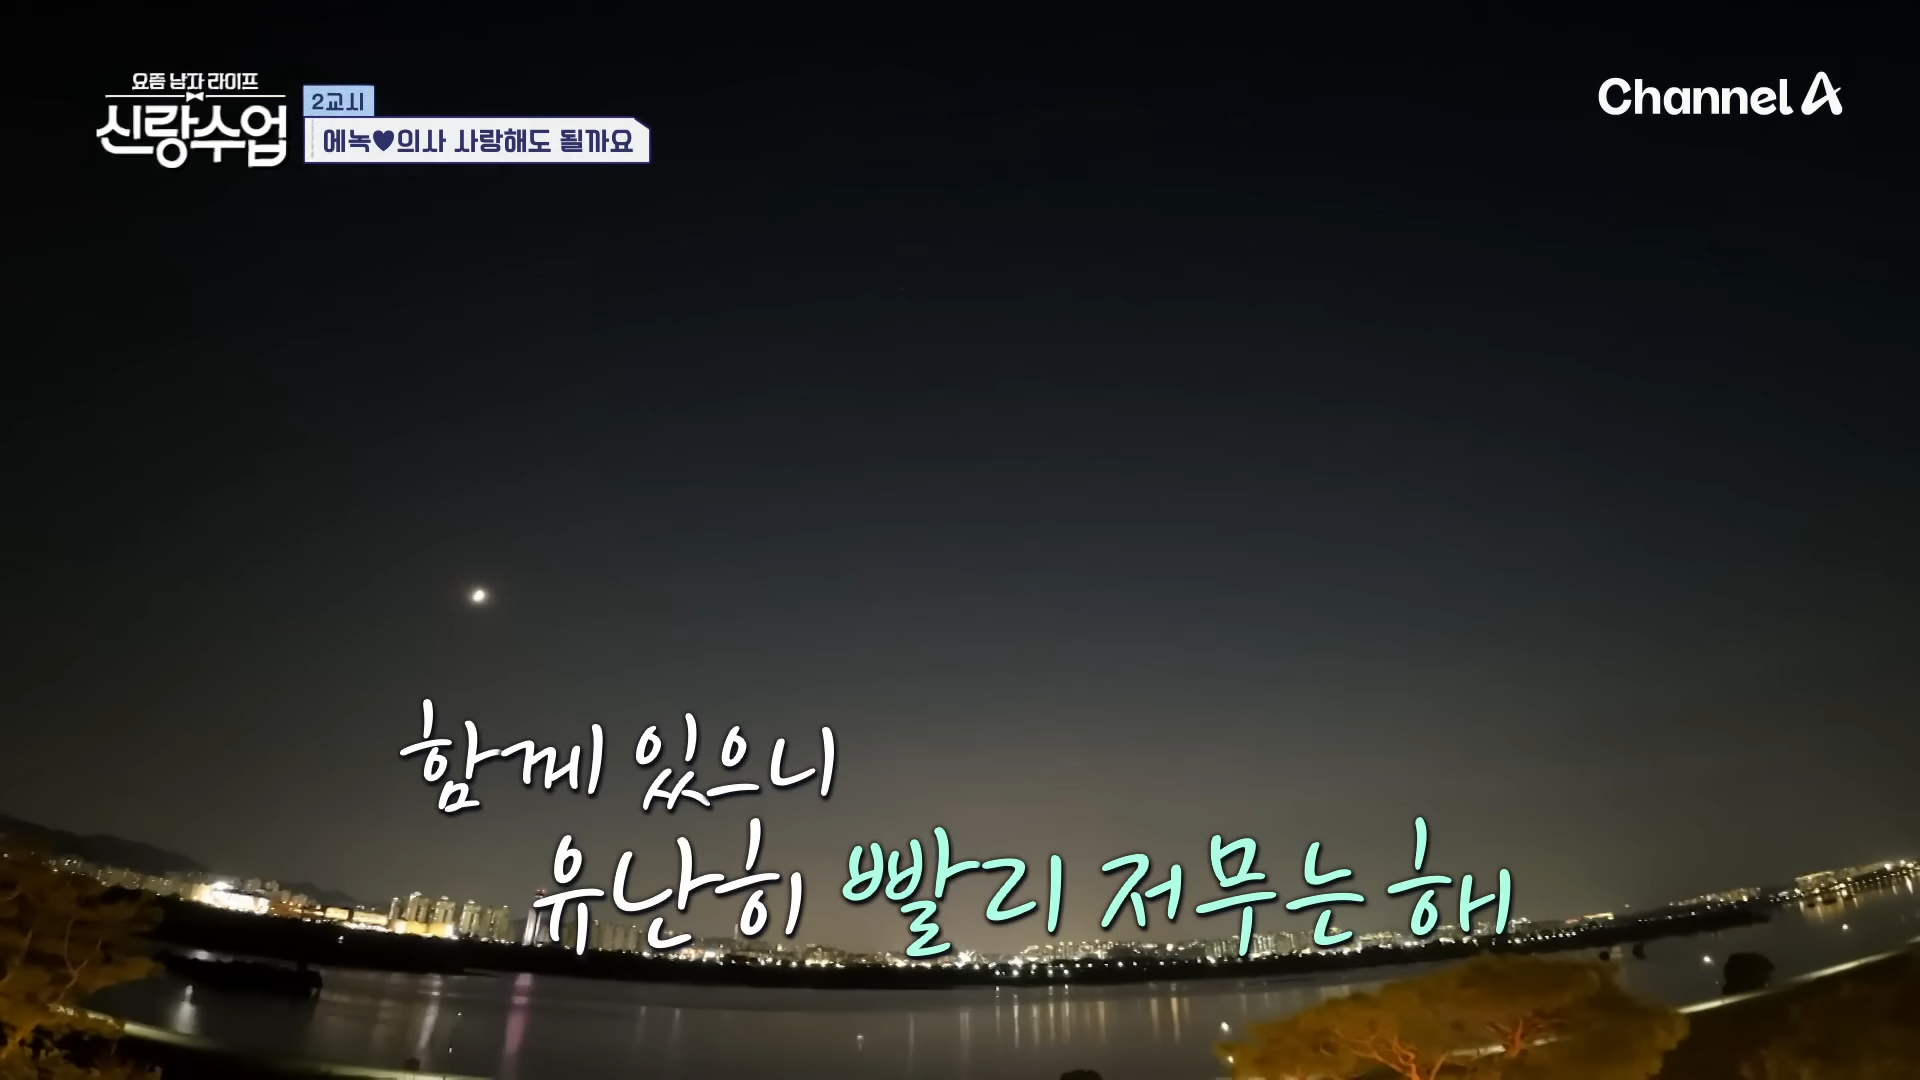 요즘 남자 라이프
신랑수업
2교시
에녹♥의사 사랑해도 될까요
Channel A
함께 있으니
유난히 빨리 저무는 해